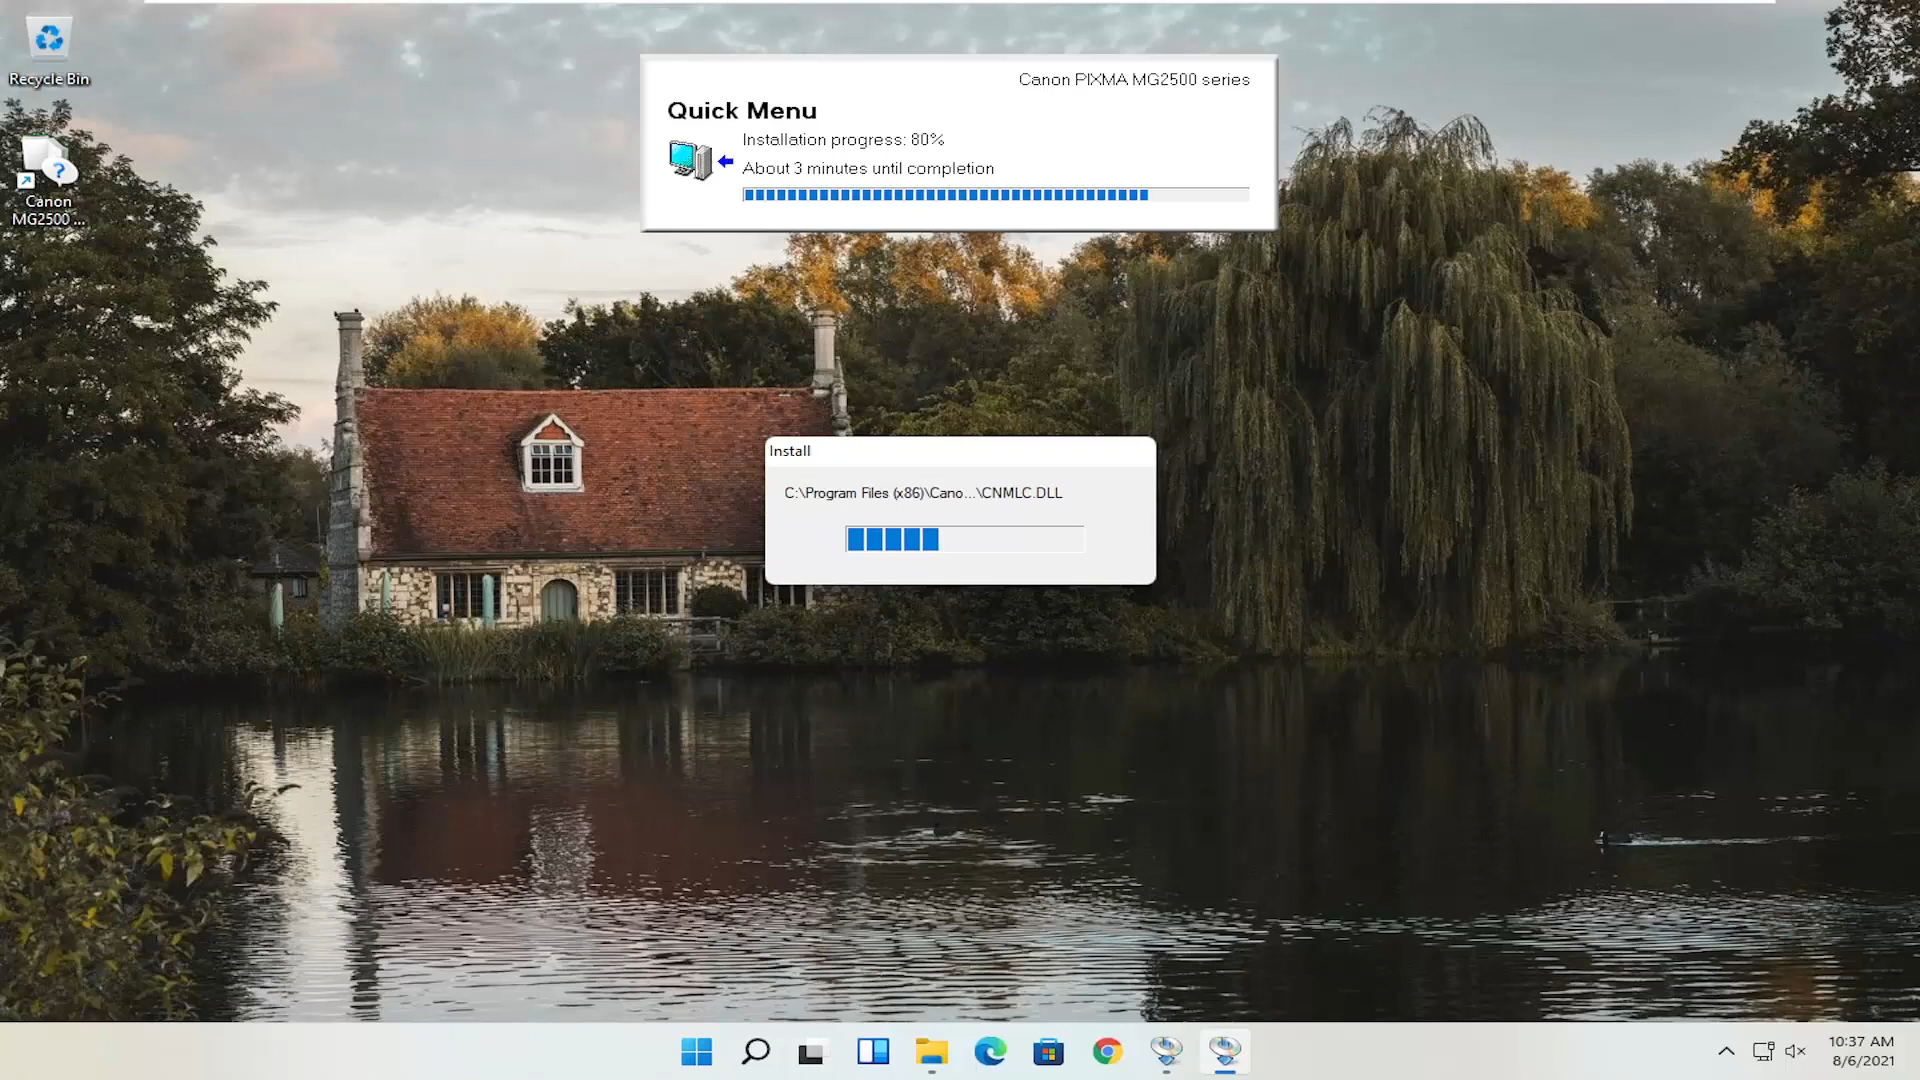 Recycle Bin
Canon
MG2500 ...
Canon PIXMA MG2500 series
Quick Menu
Installation progress: 80%
About 3 minutes until completion
Install
C:\Program Files (x86)\Cano...\CNMLC.DLL
10:37 AM
8/6/2021